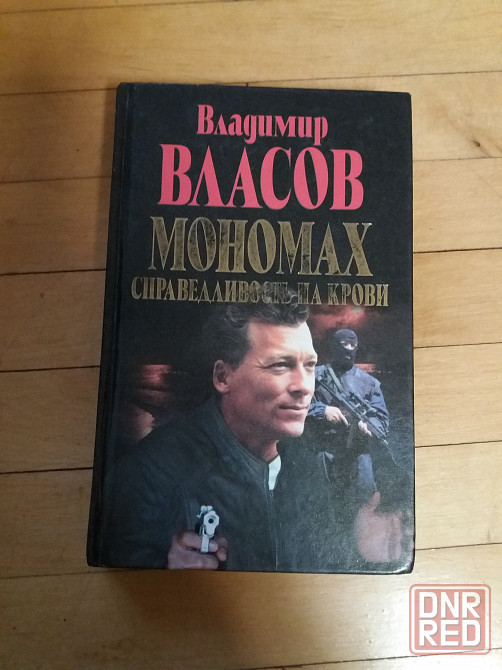 Владимир
ВЛАСОВ
МОНОМАХ
СПРАВЕДЛИВОСТЬ НА КРОВИ
DNR
RED